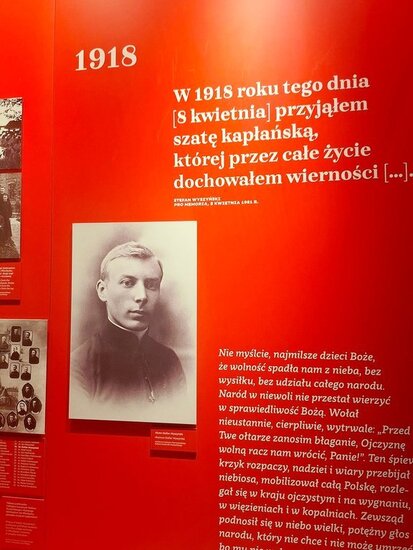 1918
W 1918 roku tego dnia
[8 kwietnia] przyjąłem
szatę kapłańską,
której przez całe życie
dochowałem wierności [...].
STEFAN WYSZYŃSKI
PRO MEMORIA, 8 KWIETNIA 1981 R.
Nie myślcie, najmilsze dzieci Boże,
że wolność spadła nam z nieba, bez
wysiłku, bez udziału całego narodu.
Naród w niewoli nie przestał wierzyć
w sprawiedliwość Bożą. Wołał
nieustannie, cierpliwie, wytrwale: „Przed
Twe ołtarze zanosim błaganie, Ojczyznę
wolną racz nam wrócić, Panie!”. Ten śpiew
krzyk rozpaczy, nadziei i wiary przebijał
niebiosa, mobilizował całą Polskę, rozle-
gał się w kraju ojczystym i na wygnaniu,
w więzieniach i w kopalniach. Zewsząd
podnosił się w niebo wielki, potężny głos
narodu, który nie chce i nie może umrzeć